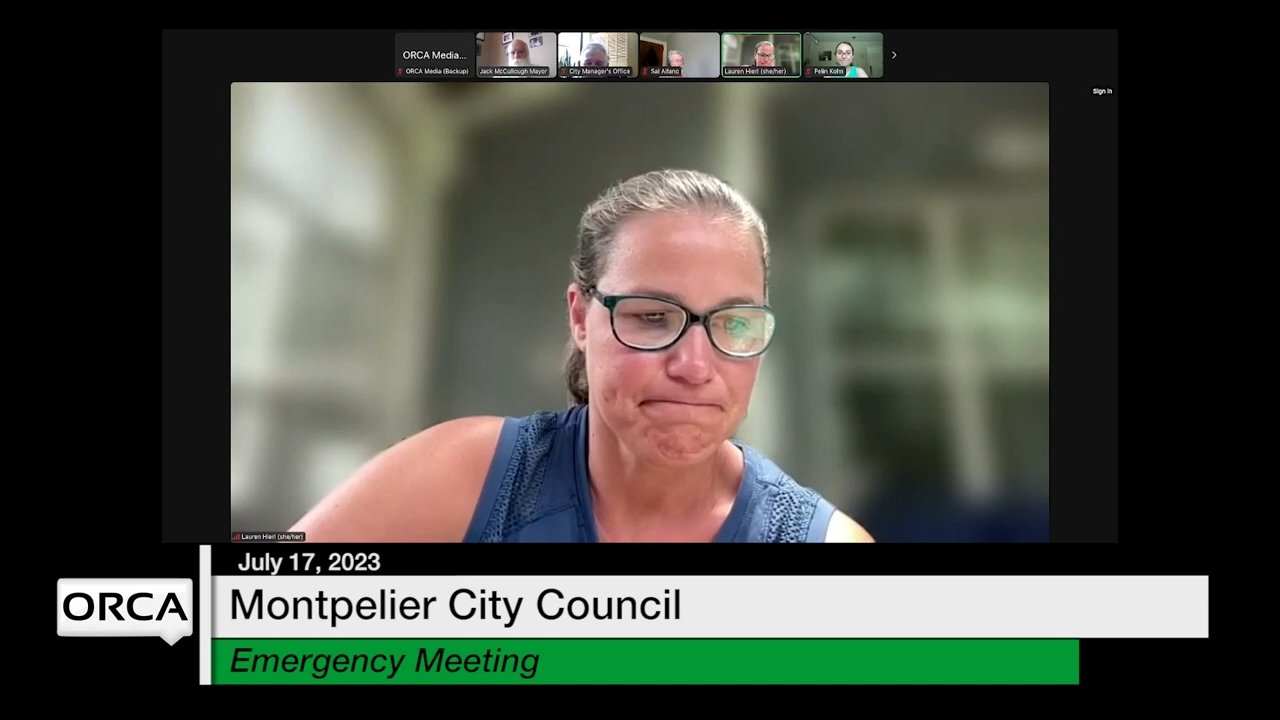 ORCA Media...
ORCA Media (Backup)
Jack McCullough Mayor
City Manager's Office
Sal Alfano
Lauren Hierl (she/her)
Pelin Kohn
Sign in
Lauren Hierl (she/her)
July 17, 2023
ORCA
Montpelier City Council
Emergency Meeting